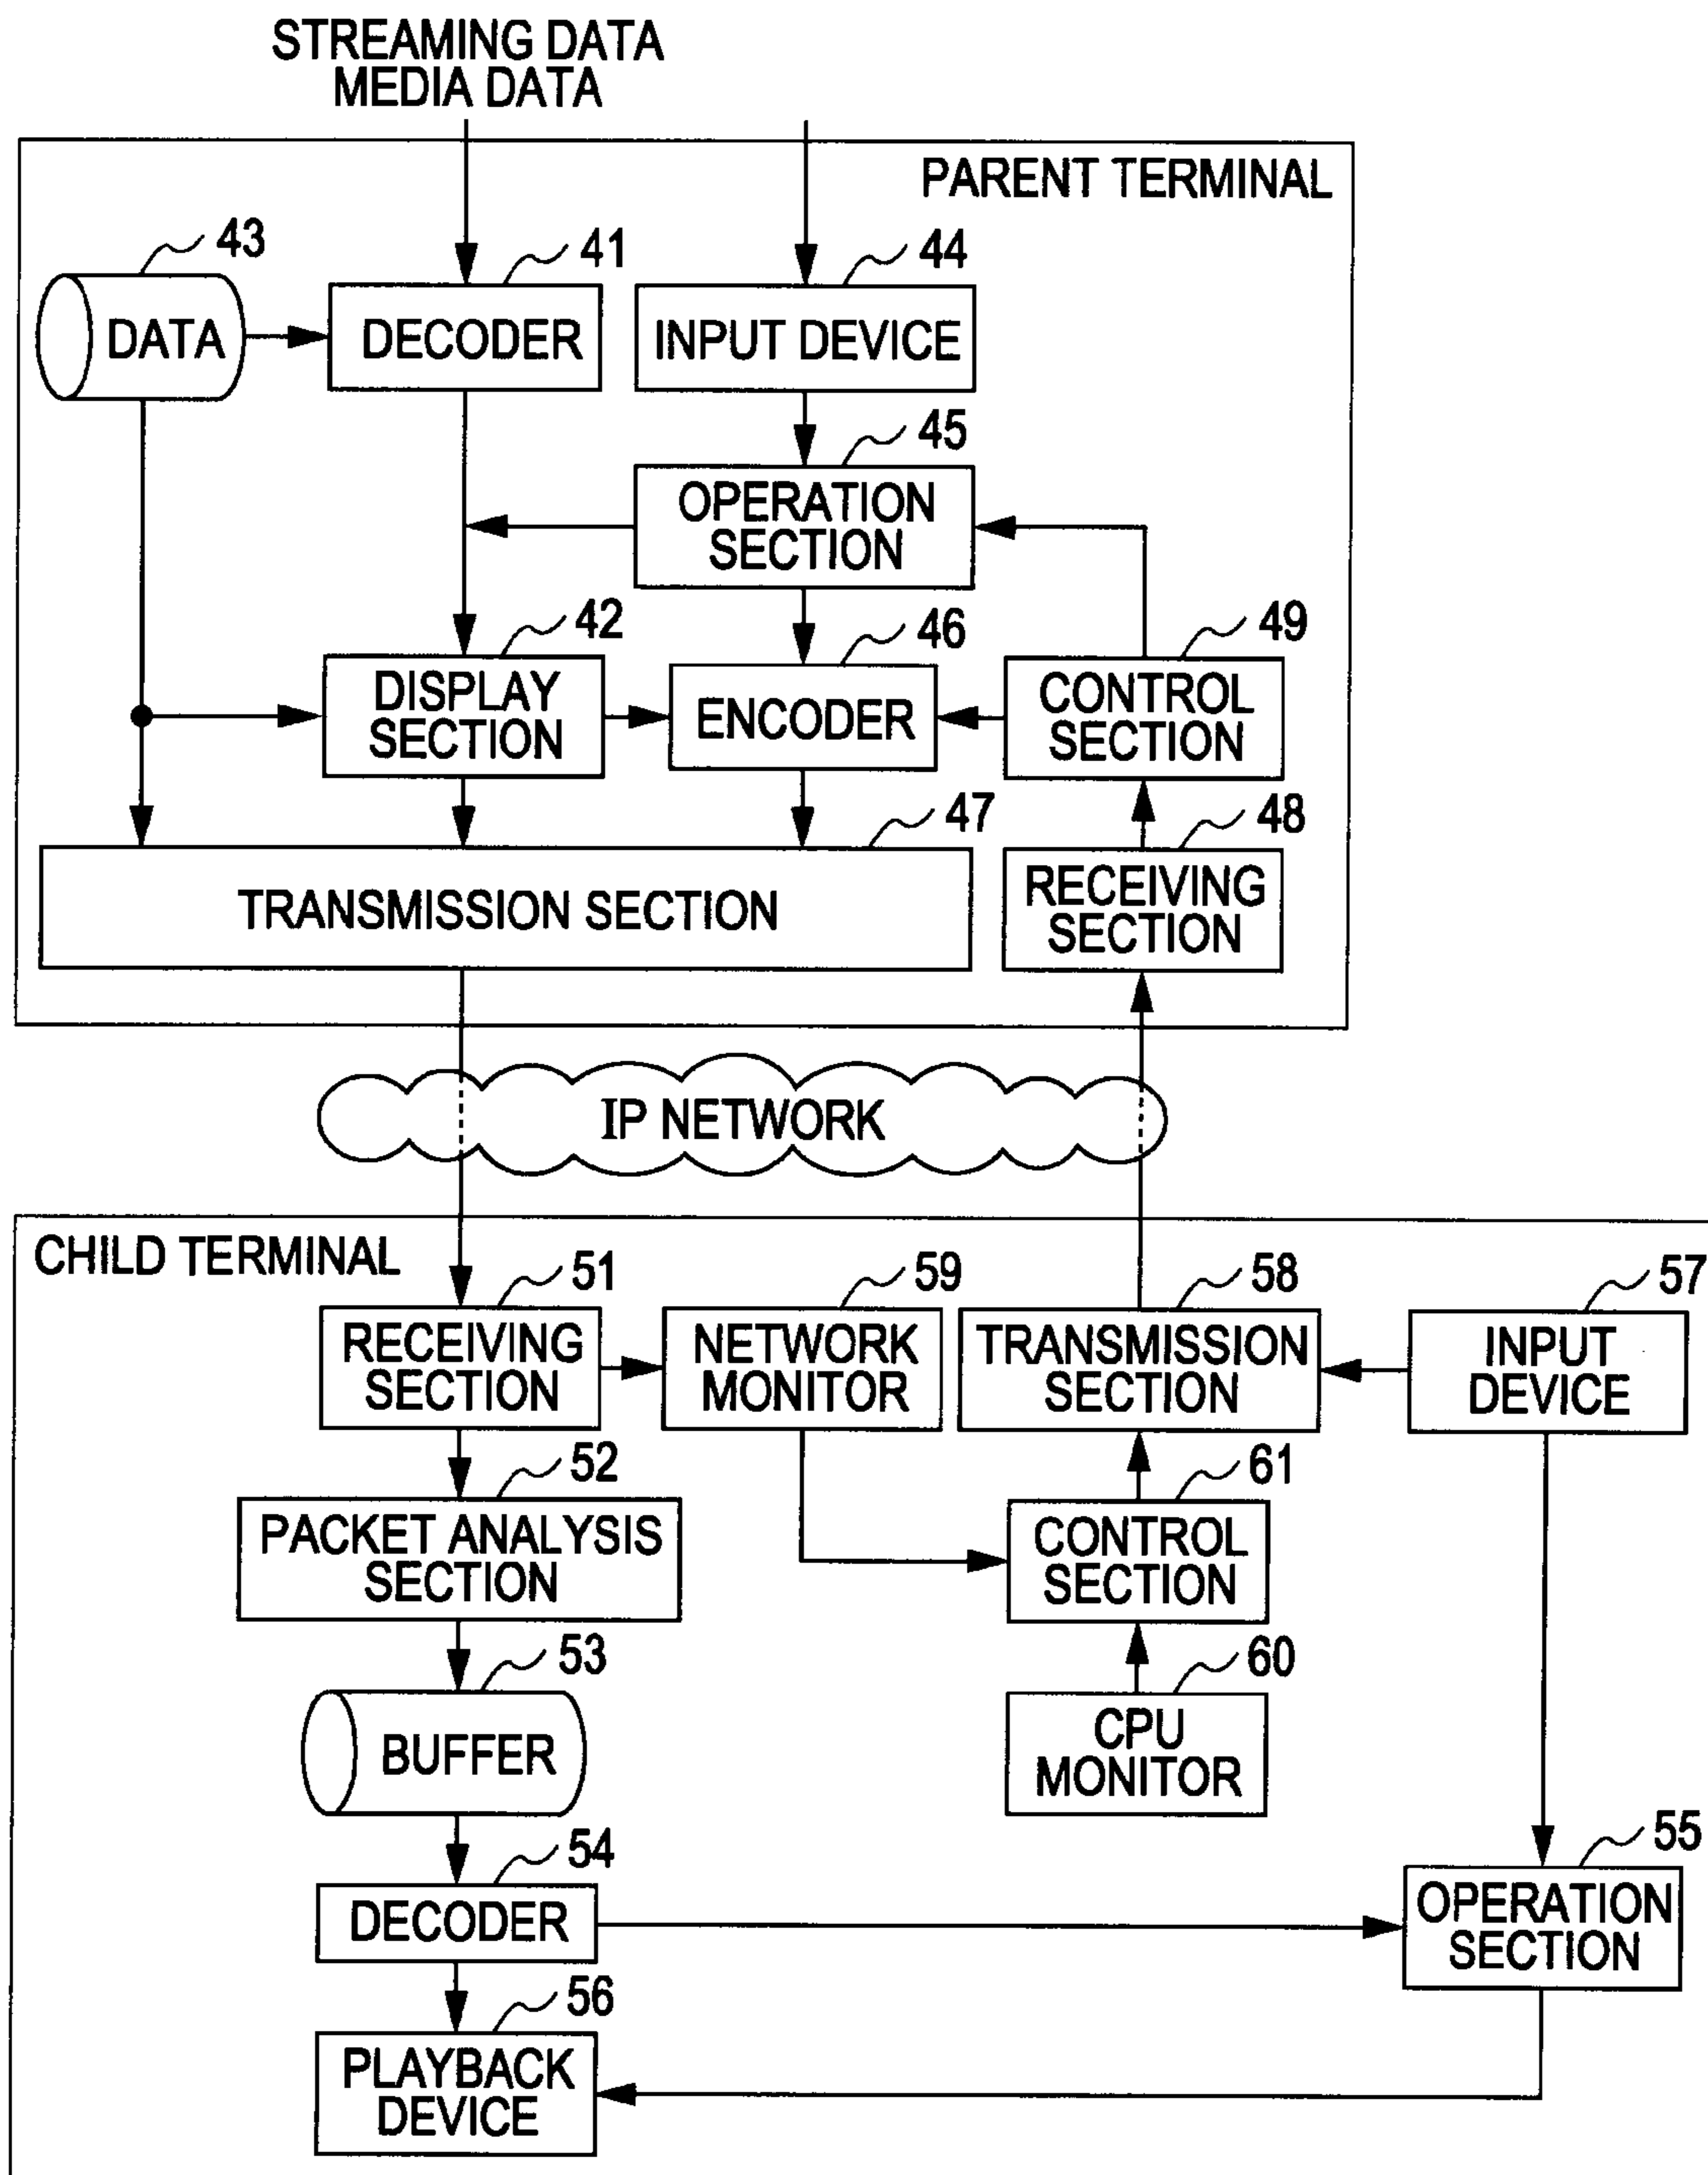 STREAMING DATA
MEDIA DATA
PARENT TERMINAL
43
41
44
DATA
DECODER
INPUT DEVICE
45
OPERATION
SECTION
42
46
49
DISPLAY
SECTION
ENCODER
CONTROL
SECTION
47
48
TRANSMISSION SECTION
RECEIVING
SECTION
IP NETWORK
CHILD TERMINAL
51
59
58
57
RECEIVING
SECTION
NETWORK
MONITOR
TRANSMISSION
SECTION
INPUT
DEVICE
52
61
PACKET ANALYSIS
SECTION
CONTROL
SECTION
53
60
BUFFER
CPU
MONITOR
54
55
DECODER
OPERATION
SECTION
56
PLAYBACK
DEVICE